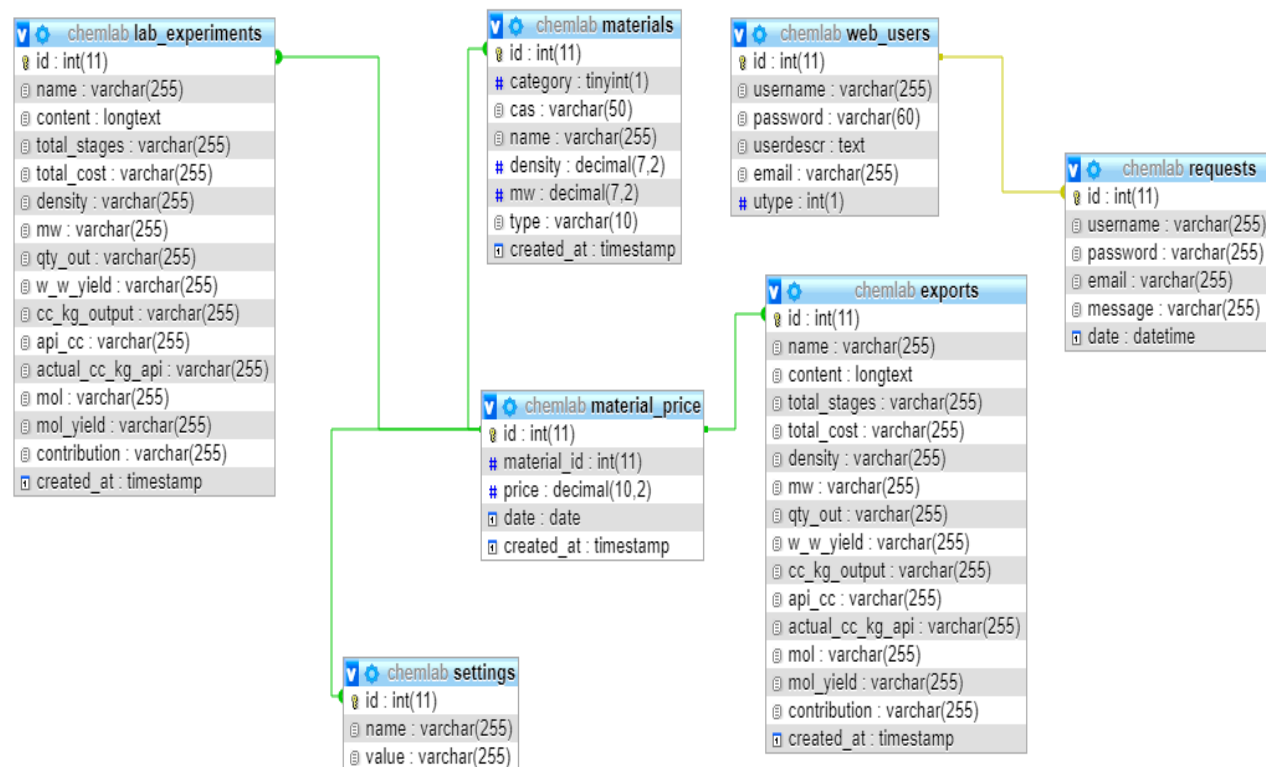 chemlab lab_experiments
id : int(11)
name : varchar(255)
content : longtext
total_stages : varchar(255)
total_cost : varchar(255)
density : varchar(255)
mw : varchar(255)
qty_out : varchar(255)
w_w_yield : varchar(255)
cc_kg_output : varchar(255)
api_cc : varchar(255)
actual_cc_kg_api : varchar(255)
mol : varchar(255)
mol_yield : varchar(255)
contribution : varchar(255)
created_at : timestamp
chemlab materials
id : int(11)
category : tinyint(1)
cas : varchar(50)
name : varchar(255)
density : decimal(7,2)
mw : decimal(7,2)
type : varchar(10)
created_at : timestamp
chemlab web_users
id : int(11)
username : varchar(255)
password : varchar(60)
userdescr : text
email : varchar(255)
utype : int(1)
chemlab requests
id : int(11)
username : varchar(255)
password : varchar(255)
email : varchar(255)
message : varchar(255)
date : datetime
chemlab material_price
id : int(11)
material_id : int(11)
price : decimal(10,2)
date : date
created_at : timestamp
chemlab exports
id : int(11)
name : varchar(255)
content : longtext
total_stages : varchar(255)
total_cost : varchar(255)
density : varchar(255)
mw : varchar(255)
qty_out : varchar(255)
w_w_yield : varchar(255)
cc_kg_output : varchar(255)
api_cc : varchar(255)
actual_cc_kg_api : varchar(255)
mol : varchar(255)
mol_yield : varchar(255)
contribution : varchar(255)
created_at : timestamp
chemlab settings
id : int(11)
name : varchar(255)
value : varchar(255)